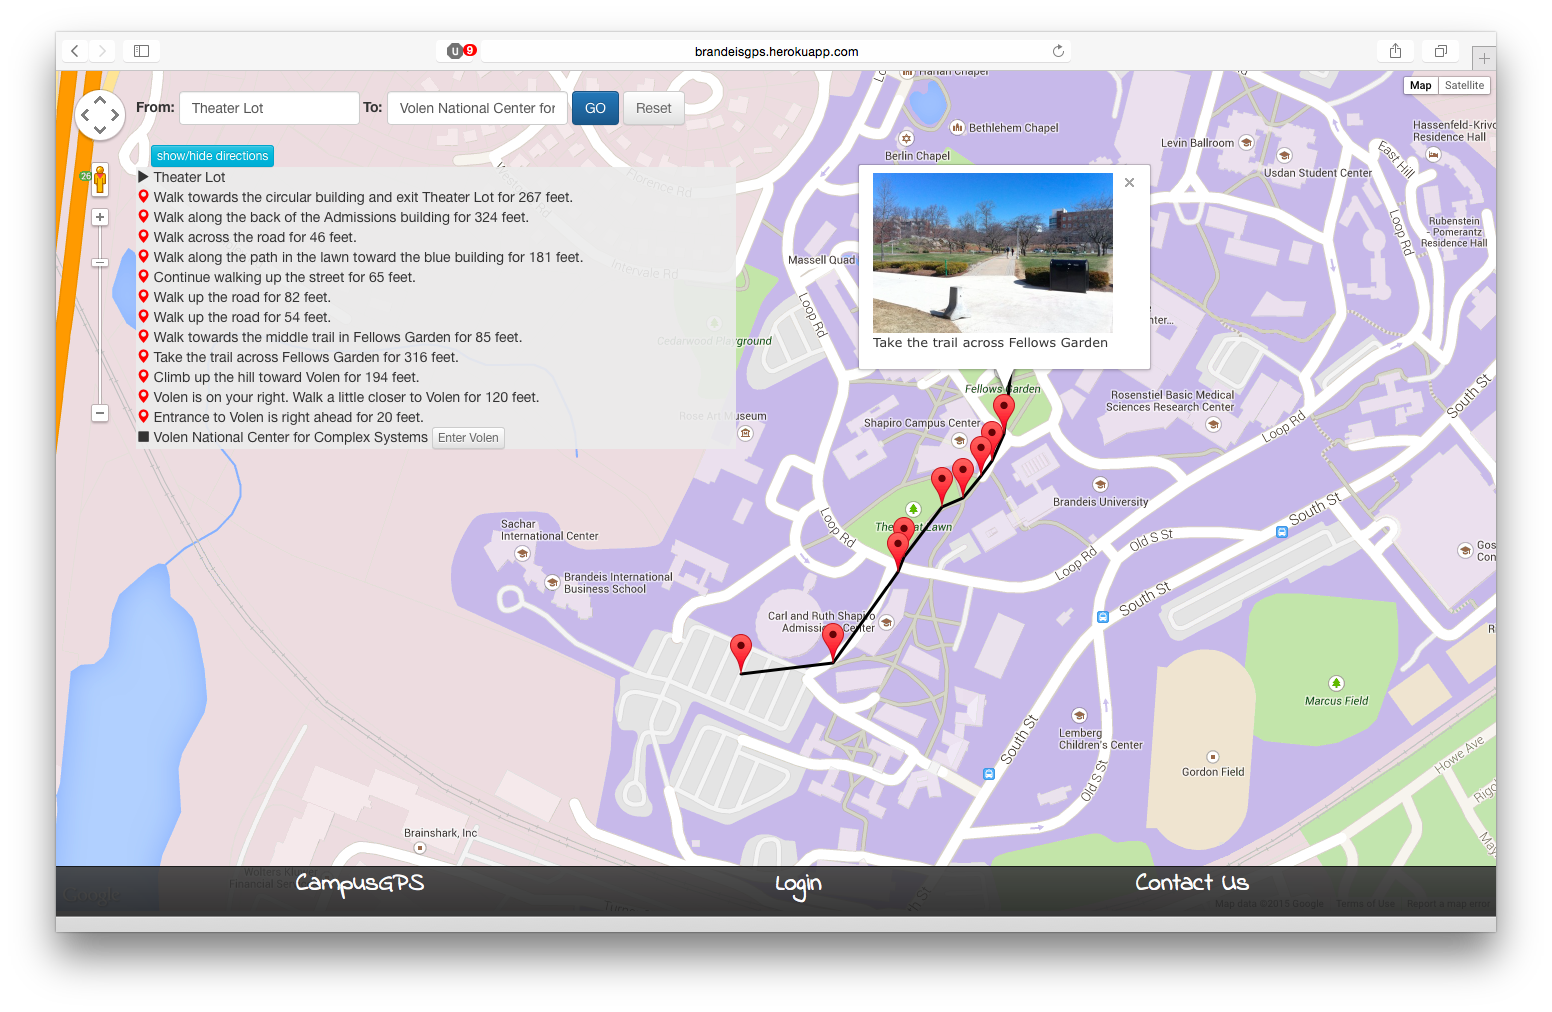 u 9
brandeisgps.herokuapp.com
From: Theater Lot To: Volen National Center for GO Reset
Map Satellite
show/hide directions
Theater Lot
Walk towards the circular building and exit Theater Lot for 267 feet.
Walk along the back of the Admissions building for 324 feet.
Walk across the road for 46 feet.
Walk along the path in the lawn toward the blue building for 181 feet.
Continue walking up the street for 65 feet.
Walk up the road for 82 feet.
Walk up the road for 54 feet.
Walk towards the middle trail in Fellows Garden for 85 feet.
Take the trail across Fellows Garden for 316 feet.
Climb up the hill toward Volen for 194 feet.
Volen is on your right. Walk a little closer to Volen for 120 feet.
Entrance to Volen is right ahead for 20 feet.
Volen National Center for Complex Systems Enter Volen
26
Florence Rd
Intervale Rd
Cedarwood Playground
Rose Art Museum
Harlan Chapel
Bethlehem Chapel
Berlin Chapel
Levin Ballroom
Usdan Student Center
Hassenfeld-Krivo
Residence Hall
East Hill
Loop Rd
Rubenstein
- Pomerantz
Residence Hall
Massell Quad
Loop Rd
Take the trail across Fellows Garden
nter...
Fellows Garden
Shapiro Campus Center
Rosenstiel Basic Medical
Sciences Research Center
Loop Rd
South St
Brandeis University
South St
Old S St
Loop Rd
South St
Loop Rd
Sachar
International Center
Brandeis International
Business School
Carl and Ruth Shapiro
Admissions Center
Gos
Con
Marcus Field
Lemberg
Children's Center
Gordon Field
South St
Old S St
Howe Ave
Brainshark, Inc
CampusGPS
Login
Contact Us
Google
Map data ©2015 Google Terms of Use Report a map error